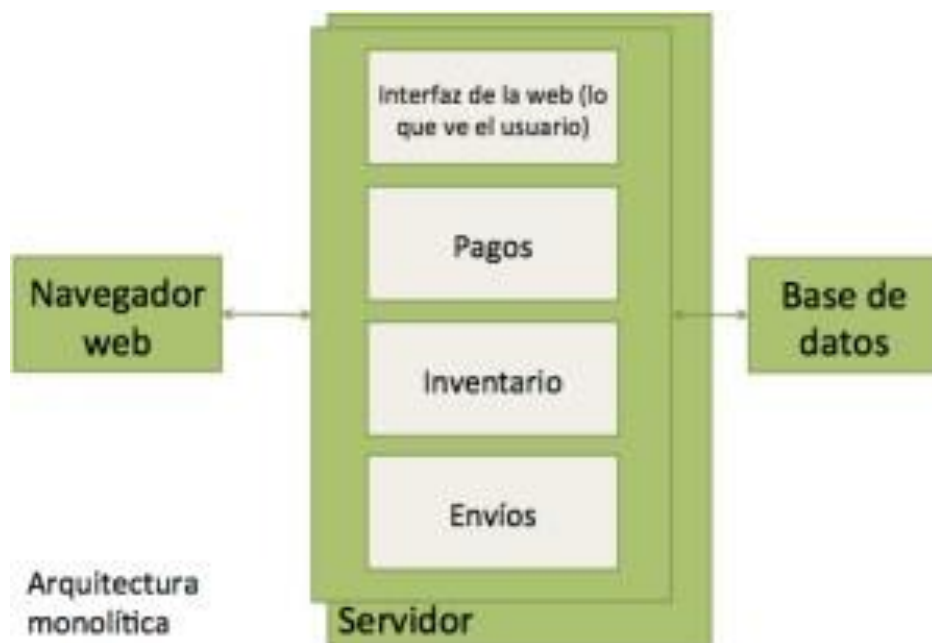 Interfaz de la web (lo
que ve el usuario)
Pagos
Navegador
web
Base de
datos
Inventario
Envíos
Arquitectura
monolítica
Servidor